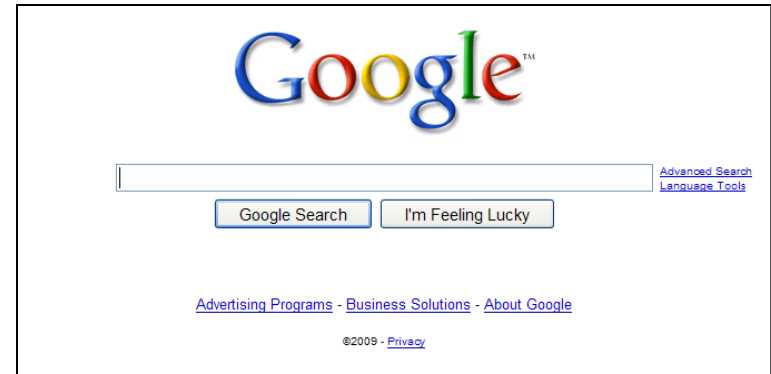 Google™
Advanced Search
Language Tools
Google Search I'm Feeling Lucky
Advertising Programs - Business Solutions - About Google
©2009 - Privacy